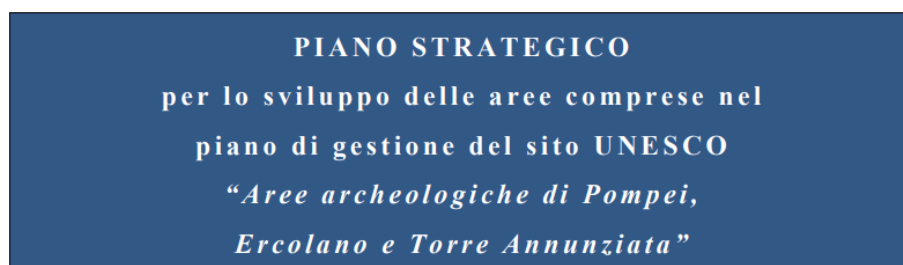 PIANO STRATEGICO
per lo sviluppo delle aree comprese nel
piano di gestione del sito UNESCO
“Aree archeologiche di Pompei,
Ercolano e Torre Annunziata”